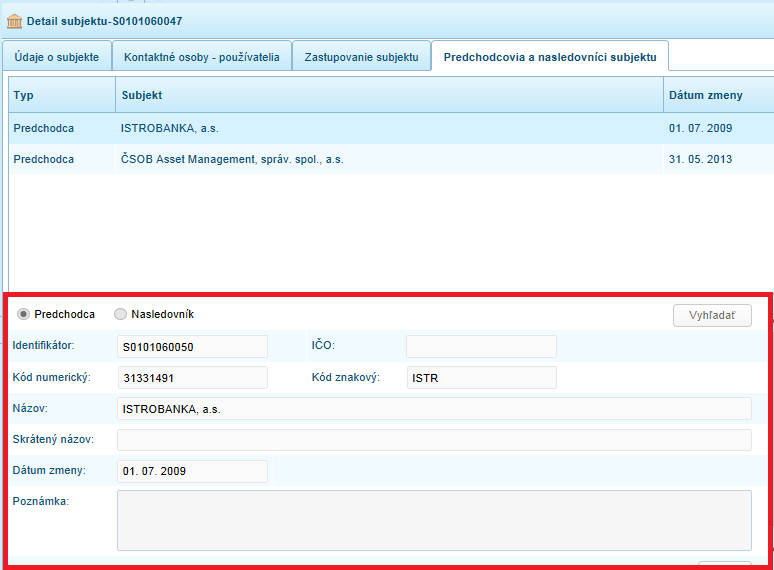 Detail subjektu-S0101060047
Údaje o subjekte Kontaktné osoby - používatelia Zastupovanie subjektu Predchodcovia a nasledovníci subjektu
Typ Subjekt Dátum zmeny
Predchodca ISTROBANKA, a.s. 01. 07. 2009
Predchodca ČSOB Asset Management, správ. spol., a.s. 31. 05. 2013
Predchodca Nasledovník Vyhľadať
Identifikátor: S0101060050 IČO:
Kód numerický: 31331491 Kód znakový: ISTR
Názov: ISTROBANKA, a.s.
Skrátený názov:
Dátum zmeny: 01. 07. 2009
Poznámka: